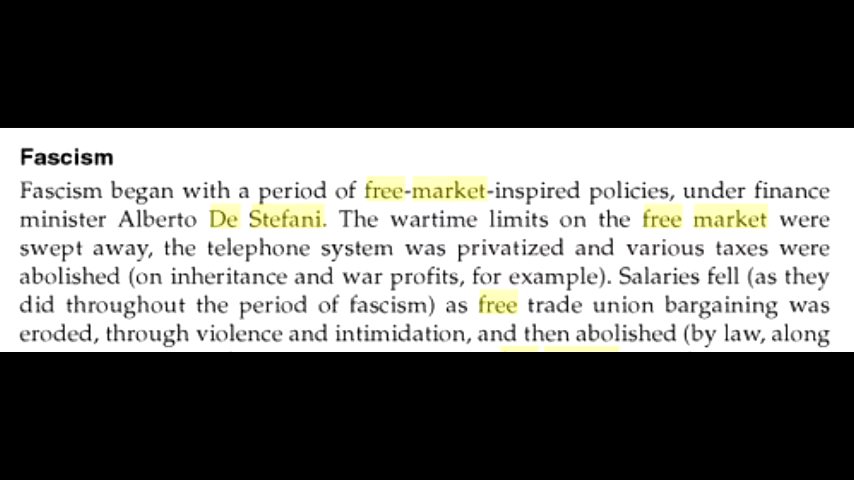 Fascism
Fascism began with a period of free-market-inspired policies, under finance
minister Alberto De Stefani. The wartime limits on the free market were
swept away, the telephone system was privatized and various taxes were
abolished (on inheritance and war profits, for example). Salaries fell (as they
did throughout the period of fascism) as free trade union bargaining was
eroded, through violence and intimidation, and then abolished (by law, along